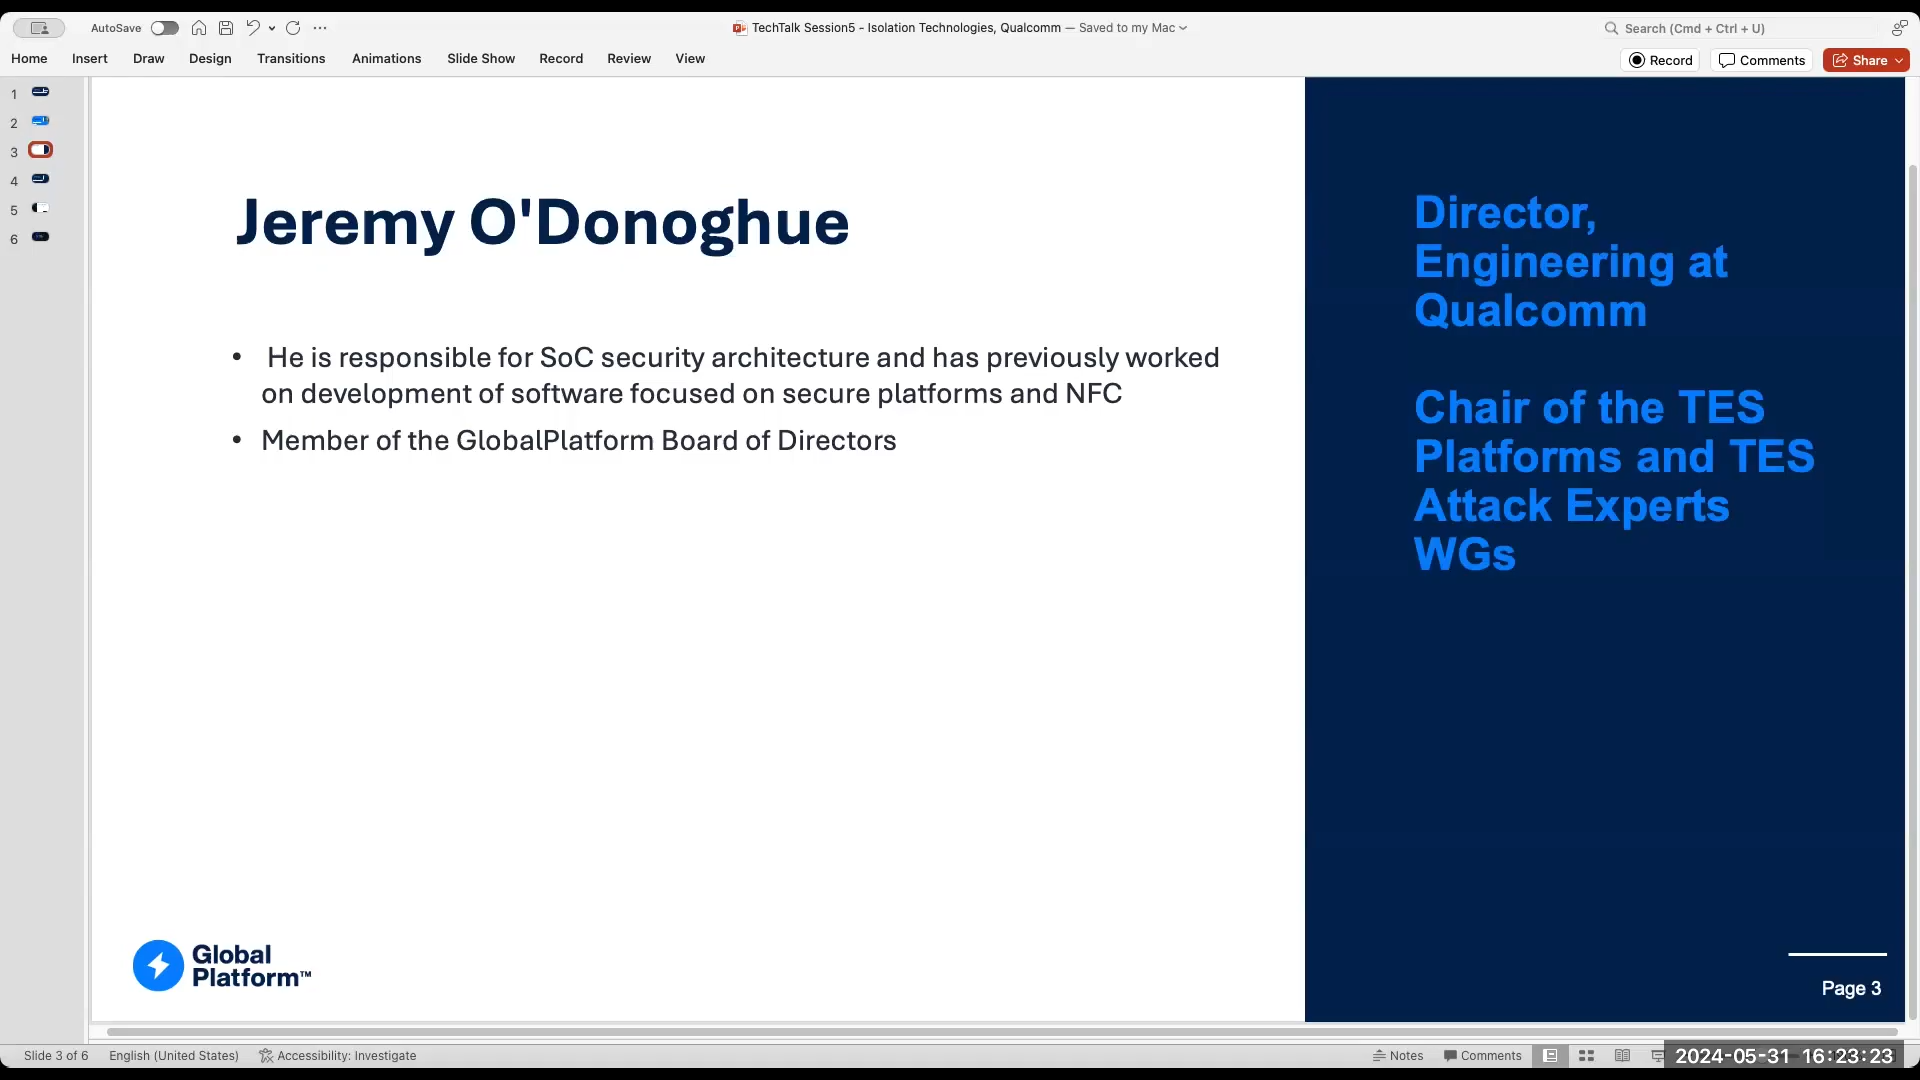 AutoSave
TechTalk Session5 - Isolation Technologies, Qualcomm — Saved to my Mac
Search (Cmd + Ctrl + U)
Home Insert Draw Design Transitions Animations Slide Show Record Review View
Record Comments Share
1
2
3
4
5
6
Jeremy O'Donoghue
• He is responsible for SoC security architecture and has previously worked
on development of software focused on secure platforms and NFC
• Member of the GlobalPlatform Board of Directors
Director,
Engineering at
Qualcomm
Chair of the TES
Platforms and TES
Attack Experts
WGs
Global
Platform™
Page 3
Slide 3 of 6 English (United States) Accessibility: Investigate
Notes Comments
2024-05-31 16:23:23